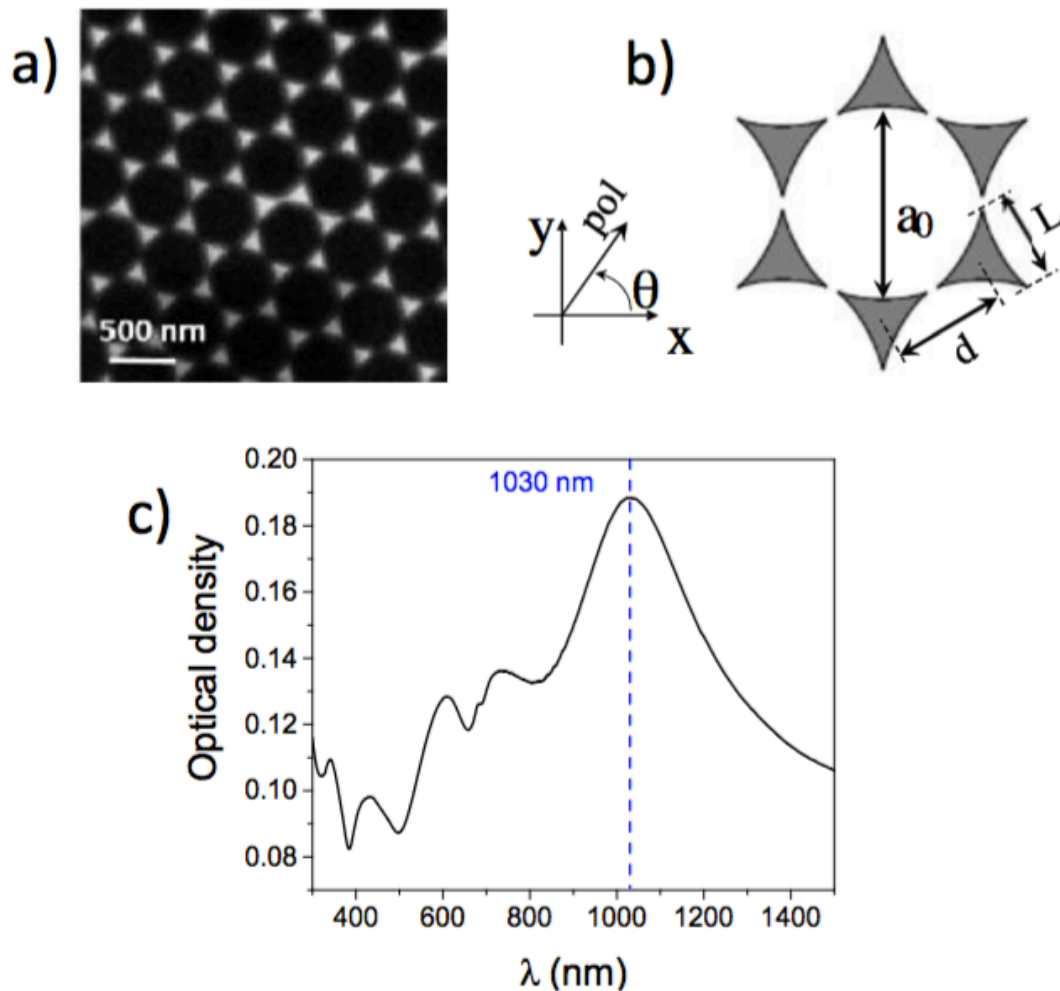 a)
500 nm
b)
y
pol
θ
x
a₀
L
d
c)
1030 nm
0.20
0.18
0.16
0.14
0.12
0.10
0.08
Optical density
400 600 800 1000 1200 1400
λ (nm)